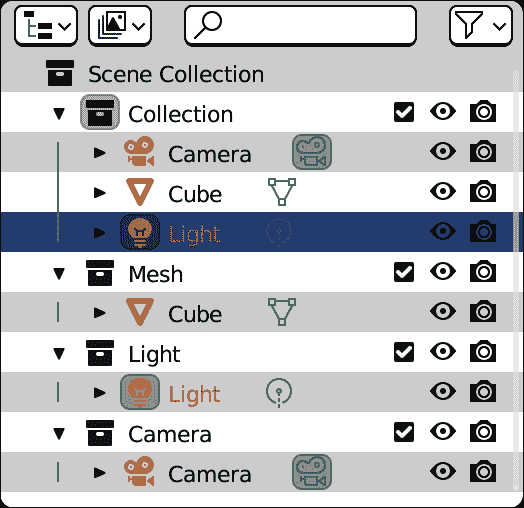 Scene Collection
Collection
Camera
Cube
Light
Mesh
Cube
Light
Light
Camera
Camera